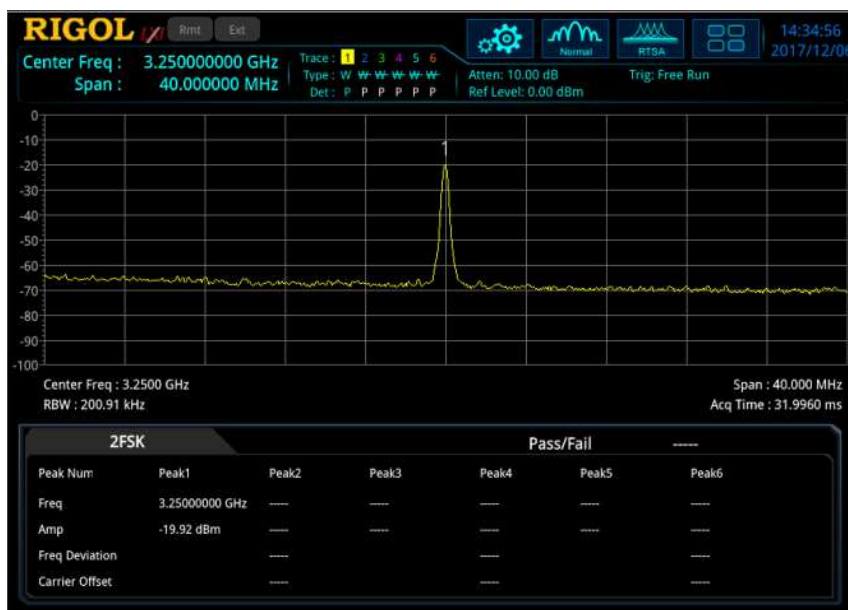 RIGOL LXI Rmt Ext
Normal RTSA 14:34:56
2017/12/06
Center Freq : 3.250000000 GHz
Span : 40.000000 MHz
Trace : 1 2 3 4 5 6
Type : W W W W W W
Det : P P P P P P
Atten: 10.00 dB Trig: Free Run
Ref Level: 0.00 dBm
0
-10
1
-20
-30
-40
-50
-60
-70
-80
-90
-100
Center Freq : 3.2500 GHz Span : 40.000 MHz
RBW : 200.91 kHz Acq Time : 31.9960 ms
2FSK Pass/Fail -----
Peak Num Peak1 Peak2 Peak3 Peak4 Peak5 Peak6
Freq 3.25000000 GHz ----- ----- ----- ----- -----
Amp -19.92 dBm ----- ----- ----- ----- -----
Freq Deviation ----- ----- -----
Carrier Offset ----- ----- -----